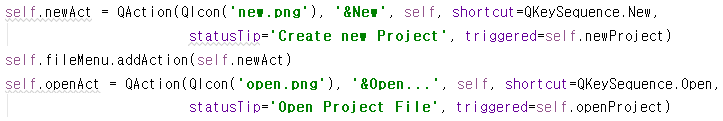 self.newAct = QAction(QIcon('new.png'), '&New', self, shortcut=QKeySequence.New,
statusTip='Create new Project', triggered=self.newProject)
self.fileMenu.addAction(self.newAct)
self.openAct = QAction(QIcon('open.png'), '&Open...', self, shortcut=QKeySequence.Open,
statusTip='Open Project File', triggered=self.openProject)